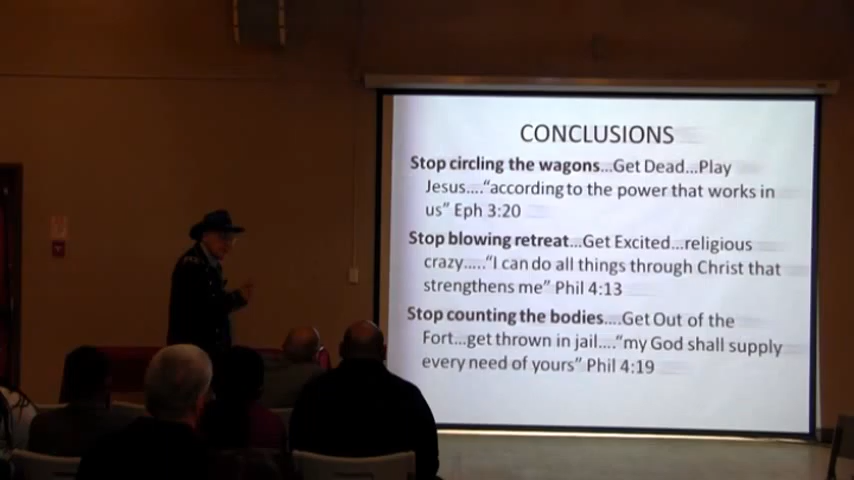 CONCLUSIONS
Stop circling the wagons...Get Dead...Play
Jesus...."according to the power that works in
us" Eph 3:20
Stop blowing retreat...Get Excited...religious
crazy....."I can do all things through Christ that
strengthens me" Phil 4:13
Stop counting the bodies....Get Out of the
Fort...get thrown in jail...."my God shall supply
every need of yours" Phil 4:19